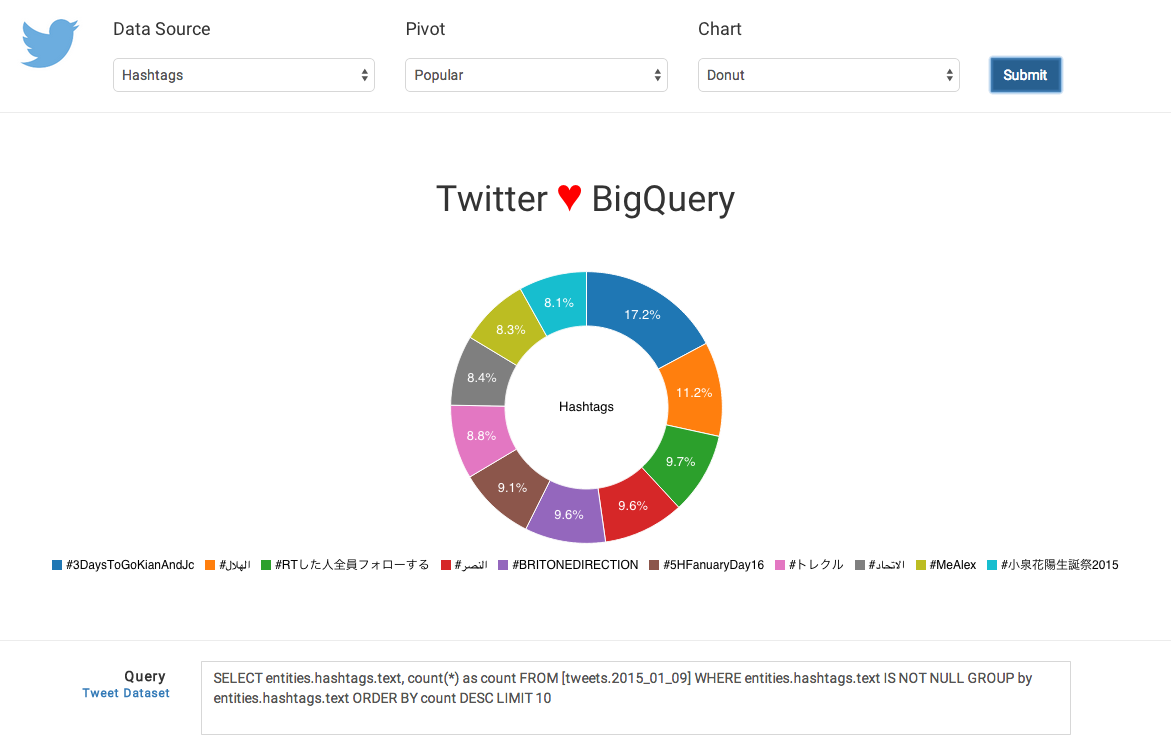 Data Source Pivot Chart
Hashtags Popular Donut Submit
Twitter ♥ BigQuery
8.1% 17.2%
8.3%
8.4% 11.2%
Hashtags
8.8% 9.7%
9.1% 9.6%
9.6%
#3DaysToGoKianAndJc #الهلال #RTした人全員フォローする #النصر #BRITONEDIRECTION #5HFanuaryDay16 #トレクル #الاتحاد #MeAlex #小泉花陽生誕祭2015
Query
Tweet Dataset
SELECT entities.hashtags.text, count(*) as count FROM [tweets.2015_01_09] WHERE entities.hashtags.text IS NOT NULL GROUP by
entities.hashtags.text ORDER BY count DESC LIMIT 10